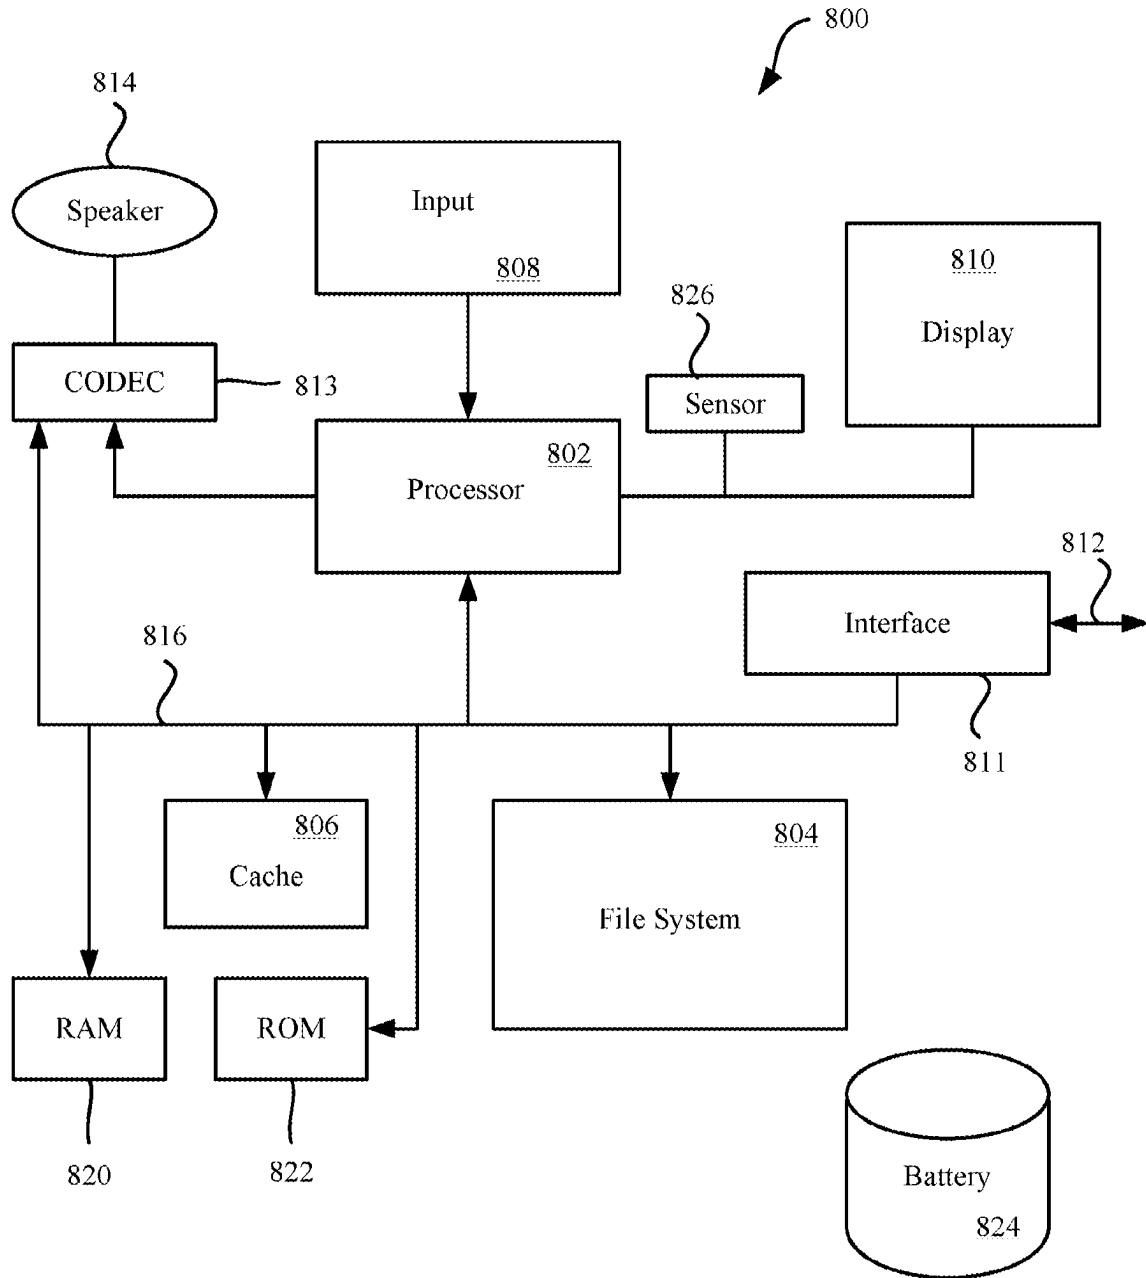 800
814
Speaker
Input
808
810
Display
826
Sensor
CODEC
813
802
Processor
812
Interface
816
811
806
Cache
804
File System
RAM
ROM
820
822
Battery
824